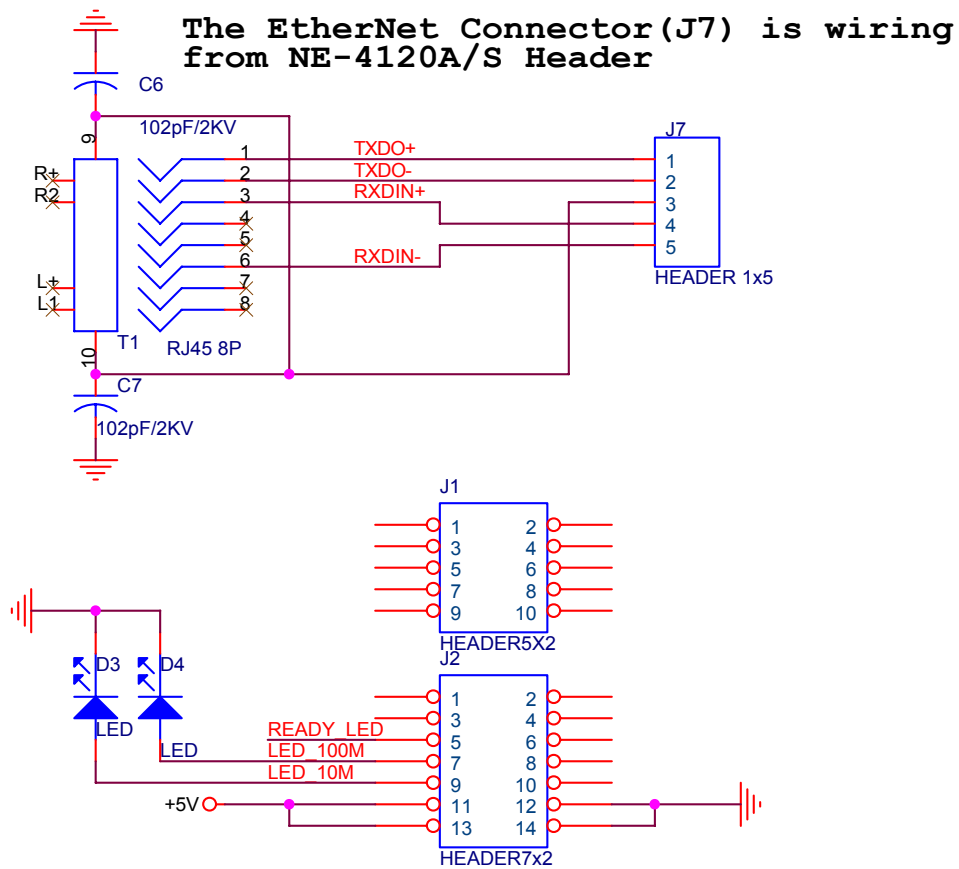 The EtherNet Connector(J7) is wiring
from NE-4120A/S Header
C6
102pF/2KV
9
R+
R2
L+
L1
10
T1
RJ45 8P
1
2
3
4
5
6
7
8
TXDO+
TXDO-
RXDIN+
RXDIN-
J7
1
2
3
4
5
HEADER 1x5
C7
102pF/2KV
J1
1 2
3 4
5 6
7 8
9 10
HEADER5X2
J2
1 2
3 4
5 6
7 8
9 10
11 12
13 14
HEADER7x2
D3
D4
LED
LED
READY_LED
LED_100M
LED_10M
+5V